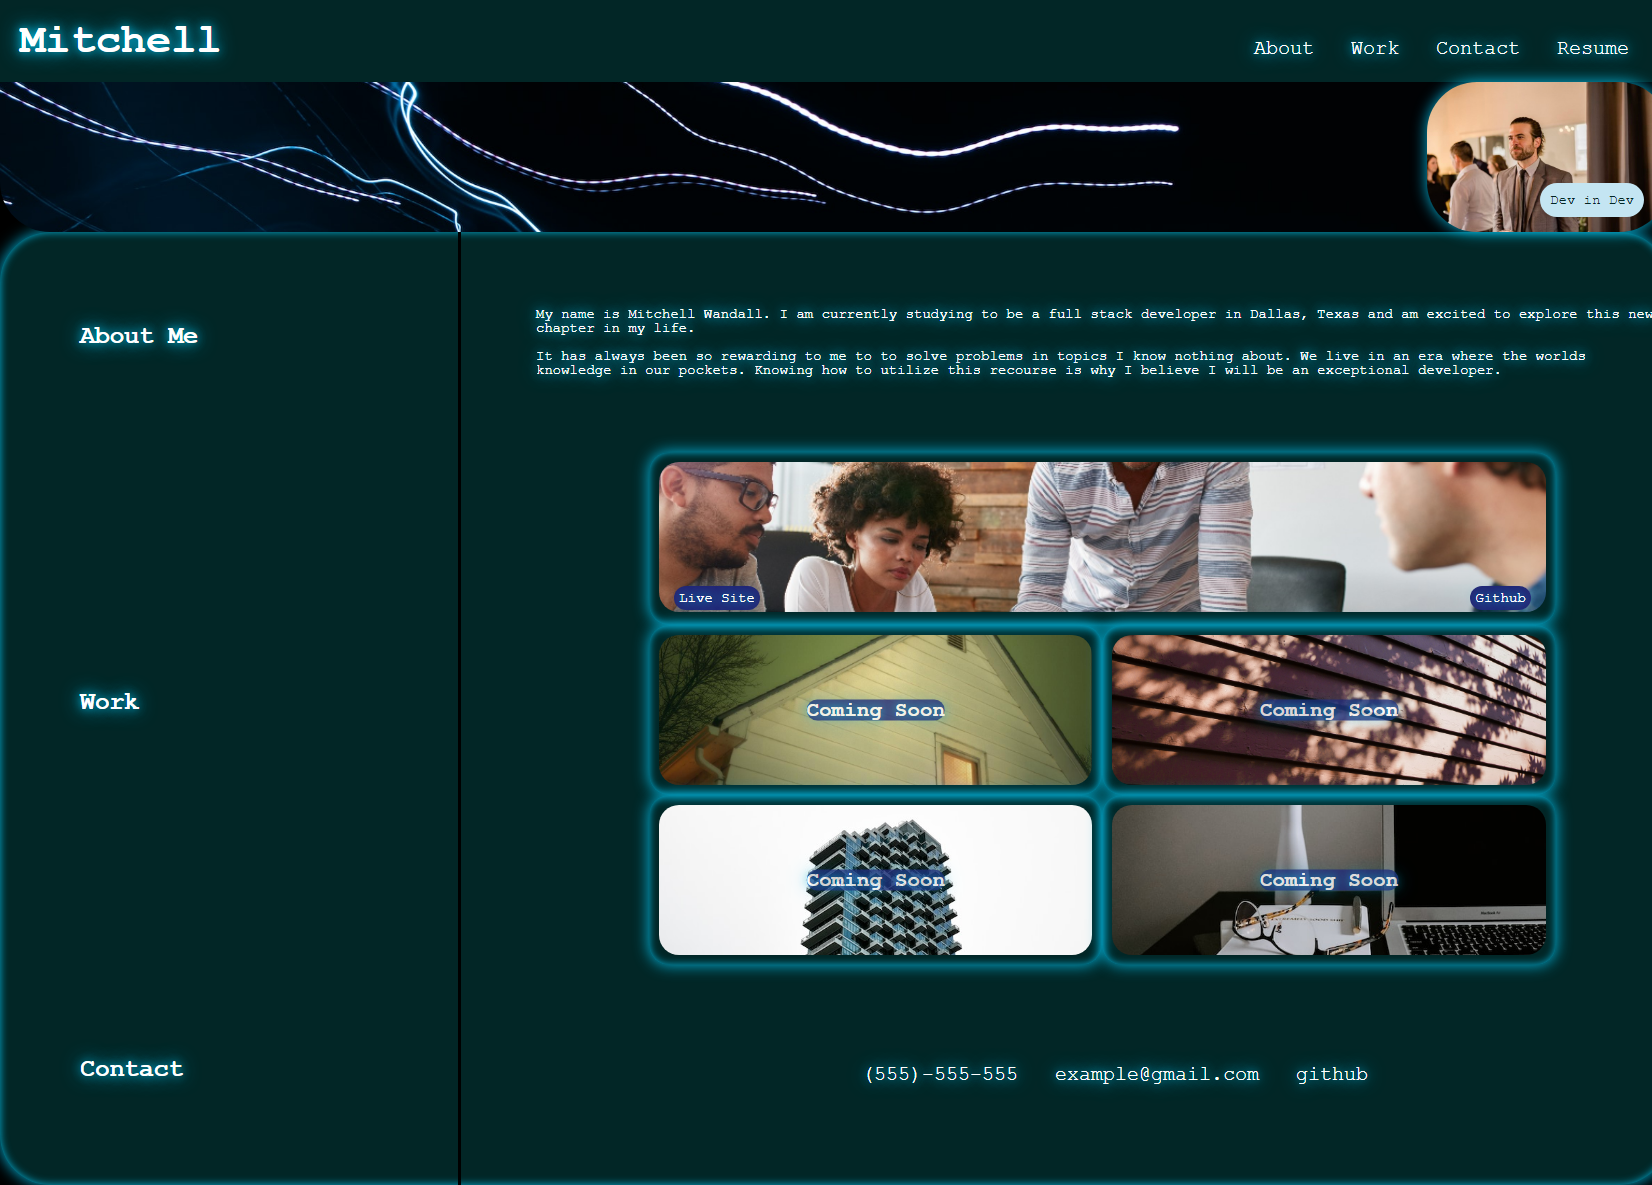 Mitchell
About Work Contact Resume
Dev in Dev
About Me
My name is Mitchell Wandall. I am currently studying to be a full stack developer in Dallas, Texas and am excited to explore this new
chapter in my life.
It has always been so rewarding to me to to solve problems in topics I know nothing about. We live in an era where the worlds
knowledge in our pockets. Knowing how to utilize this recourse is why I believe I will be an exceptional developer.
Live Site
Github
Work
Coming Soon
Coming Soon
Coming Soon
Coming Soon
Contact
(555)-555-555 example@gmail.com github